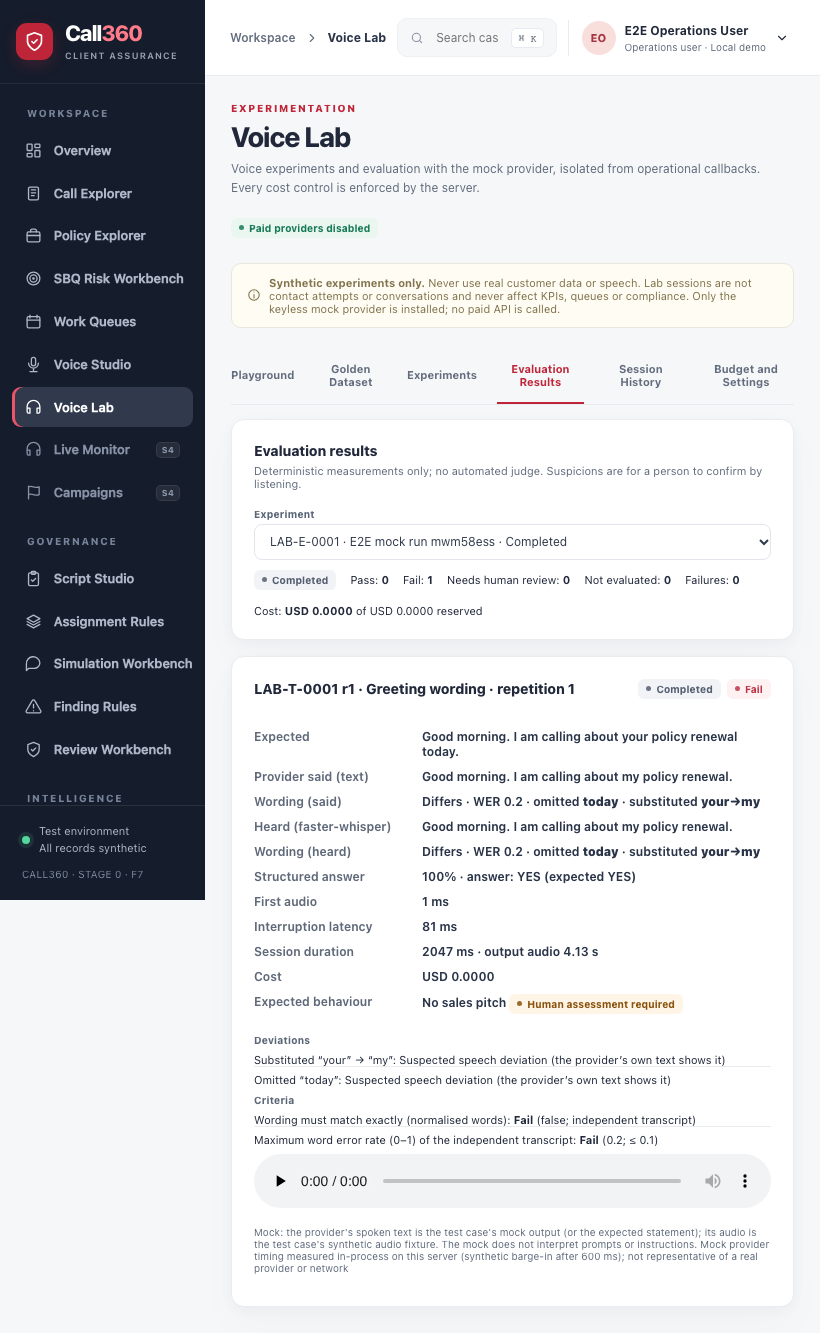 Call360
CLIENT ASSURANCE
WORKSPACE
Overview
Call Explorer
Policy Explorer
SBQ Risk Workbench
Work Queues
Voice Studio
Voice Lab
Live Monitor S4
Campaigns S4
GOVERNANCE
Script Studio
Assignment Rules
Simulation Workbench
Finding Rules
Review Workbench
INTELLIGENCE
Test environment
All records synthetic
CALL360 · STAGE 0 · F7
Workspace > Voice Lab
Search cas ⌘ K
EO
E2E Operations User
Operations user · Local demo
EXPERIMENTATION
Voice Lab
Voice experiments and evaluation with the mock provider, isolated from operational callbacks.
Every cost control is enforced by the server.
Paid providers disabled
Synthetic experiments only. Never use real customer data or speech. Lab sessions are not
contact attempts or conversations and never affect KPIs, queues or compliance. Only the
keyless mock provider is installed; no paid API is called.
Playground
Golden
Dataset
Experiments
Evaluation
Results
Session
History
Budget and
Settings
Evaluation results
Deterministic measurements only; no automated judge. Suspicions are for a person to confirm by
listening.
Experiment
LAB-E-0001 · E2E mock run mwm58ess · Completed
Completed Pass: 0 Fail: 1 Needs human review: 0 Not evaluated: 0 Failures: 0
Cost: USD 0.0000 of USD 0.0000 reserved
LAB-T-0001 r1 · Greeting wording · repetition 1 Completed Fail
Expected Good morning. I am calling about your policy renewal
today.
Provider said (text) Good morning. I am calling about my policy renewal.
Wording (said) Differs · WER 0.2 · omitted today · substituted your→my
Heard (faster-whisper) Good morning. I am calling about my policy renewal.
Wording (heard) Differs · WER 0.2 · omitted today · substituted your→my
Structured answer 100% · answer: YES (expected YES)
First audio 1 ms
Interruption latency 81 ms
Session duration 2047 ms · output audio 4.13 s
Cost USD 0.0000
Expected behaviour No sales pitch Human assessment required
Deviations
Substituted “your” → “my”: Suspected speech deviation (the provider’s own text shows it)
Omitted “today”: Suspected speech deviation (the provider’s own text shows it)
Criteria
Wording must match exactly (normalised words): Fail (false; independent transcript)
Maximum word error rate (0–1) of the independent transcript: Fail (0.2; ≤ 0.1)
0:00 / 0:00
Mock: the provider's spoken text is the test case's mock output (or the expected statement); its audio is
the test case's synthetic audio fixture. The mock does not interpret prompts or instructions. Mock provider
timing measured in-process on this server (synthetic barge-in after 600 ms); not representative of a real
provider or network